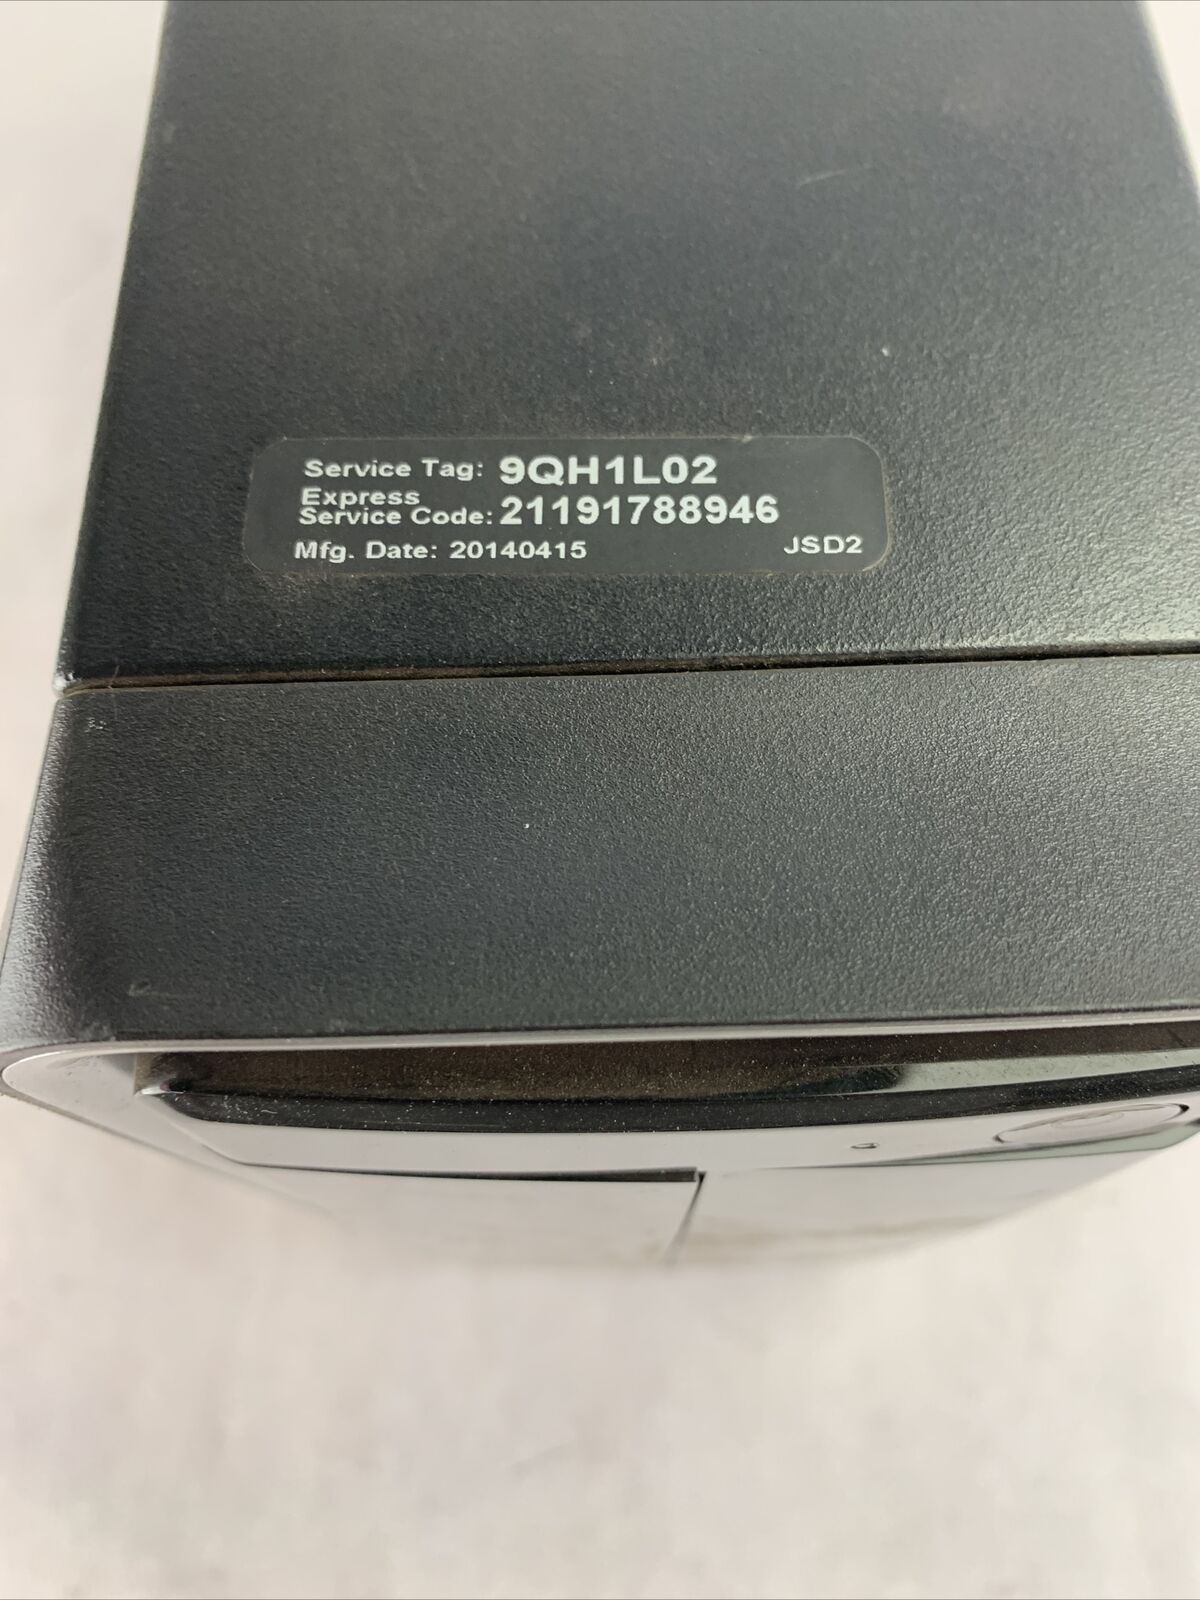 Service Tag: 9QH1L02
Express
Service Code: 21191788946
Mfg. Date: 20140415 JSD2